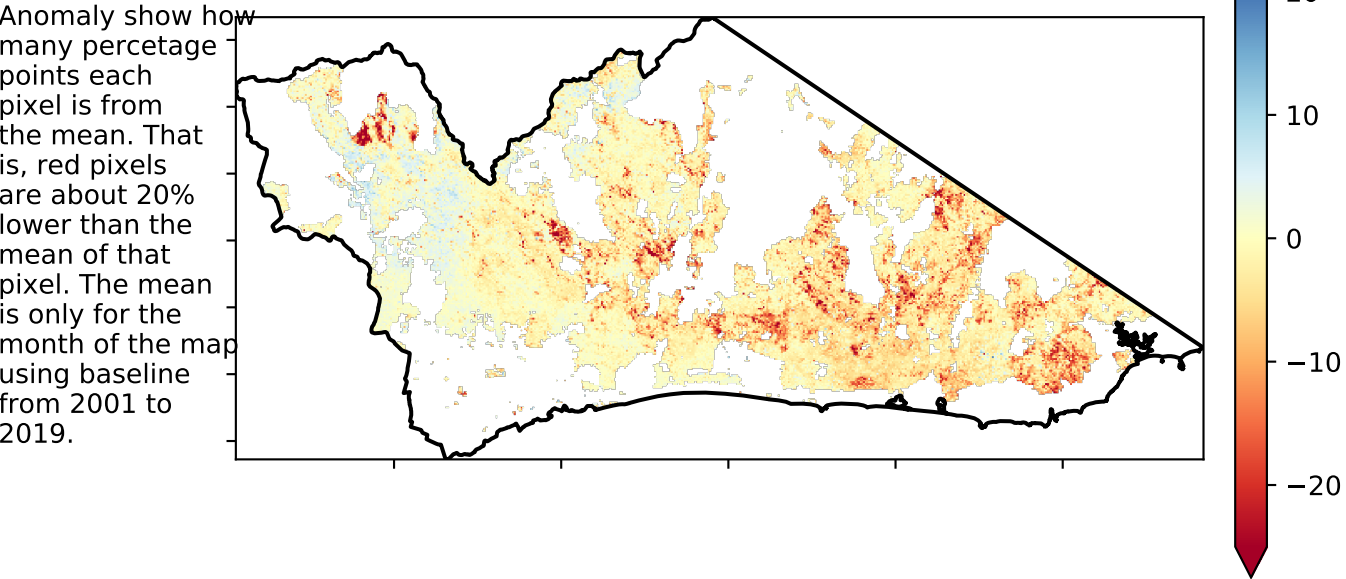 Anomaly show how
many percetage
points each
pixel is from
the mean. That
is, red pixels
are about 20%
lower than the
mean of that
pixel. The mean
is only for the
month of the map
using baseline
from 2001 to
2019.
10
0
−10
−20